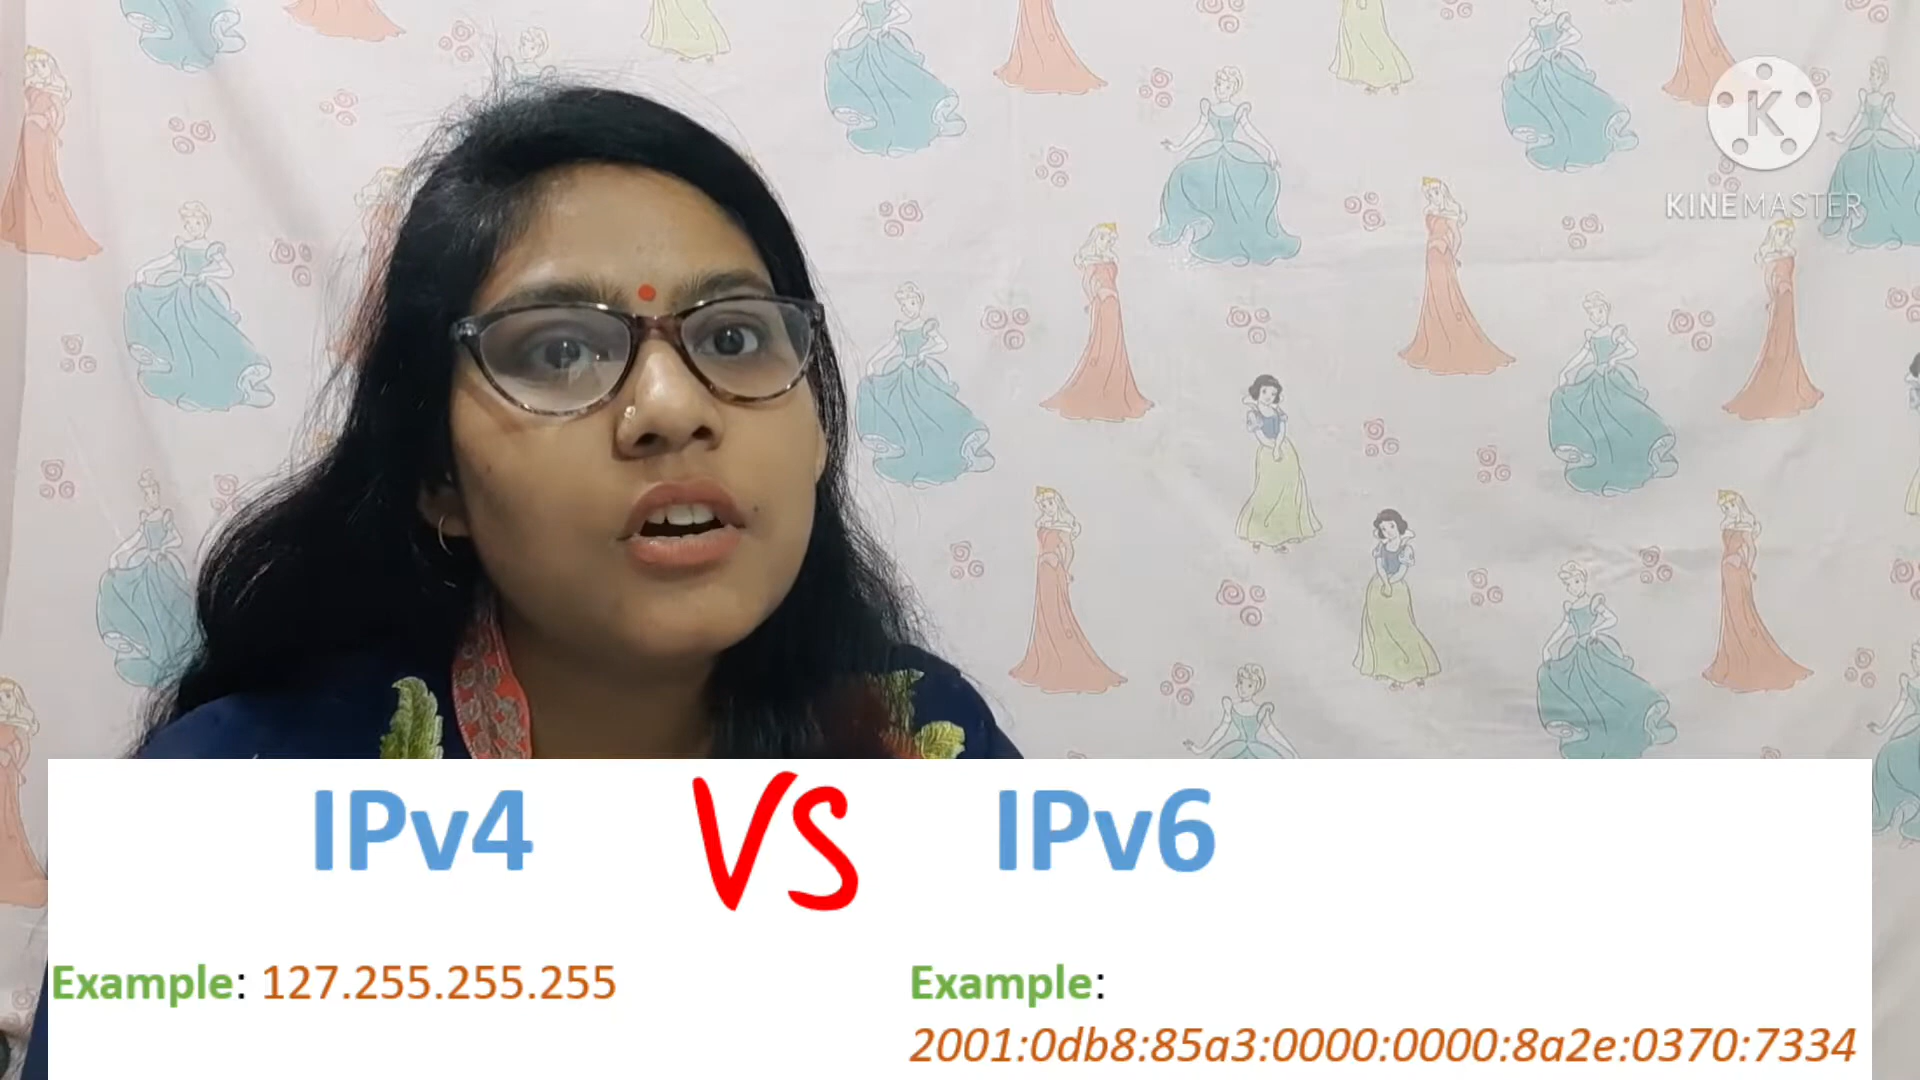 K
KINEMASTER
IPv4 VS IPv6
Example: 127.255.255.255
Example:
2001:0db8:85a3:0000:0000:8a2e:0370:7334